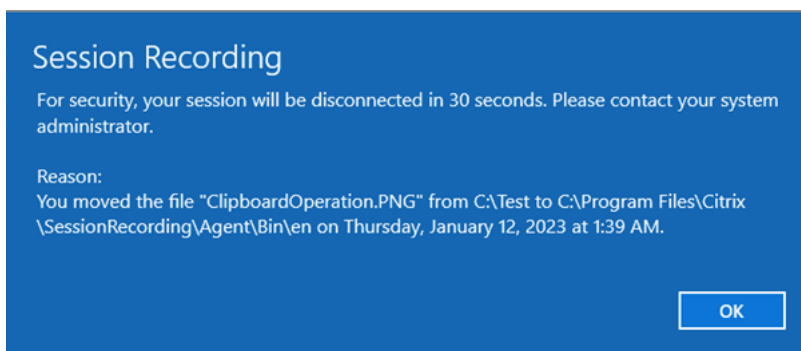 Session Recording
For security, your session will be disconnected in 30 seconds. Please contact your system
administrator.
Reason:
You moved the file "ClipboardOperation.PNG" from C:\Test to C:\Program Files\Citrix
\SessionRecording\Agent\Bin\en on Thursday, January 12, 2023 at 1:39 AM.
OK